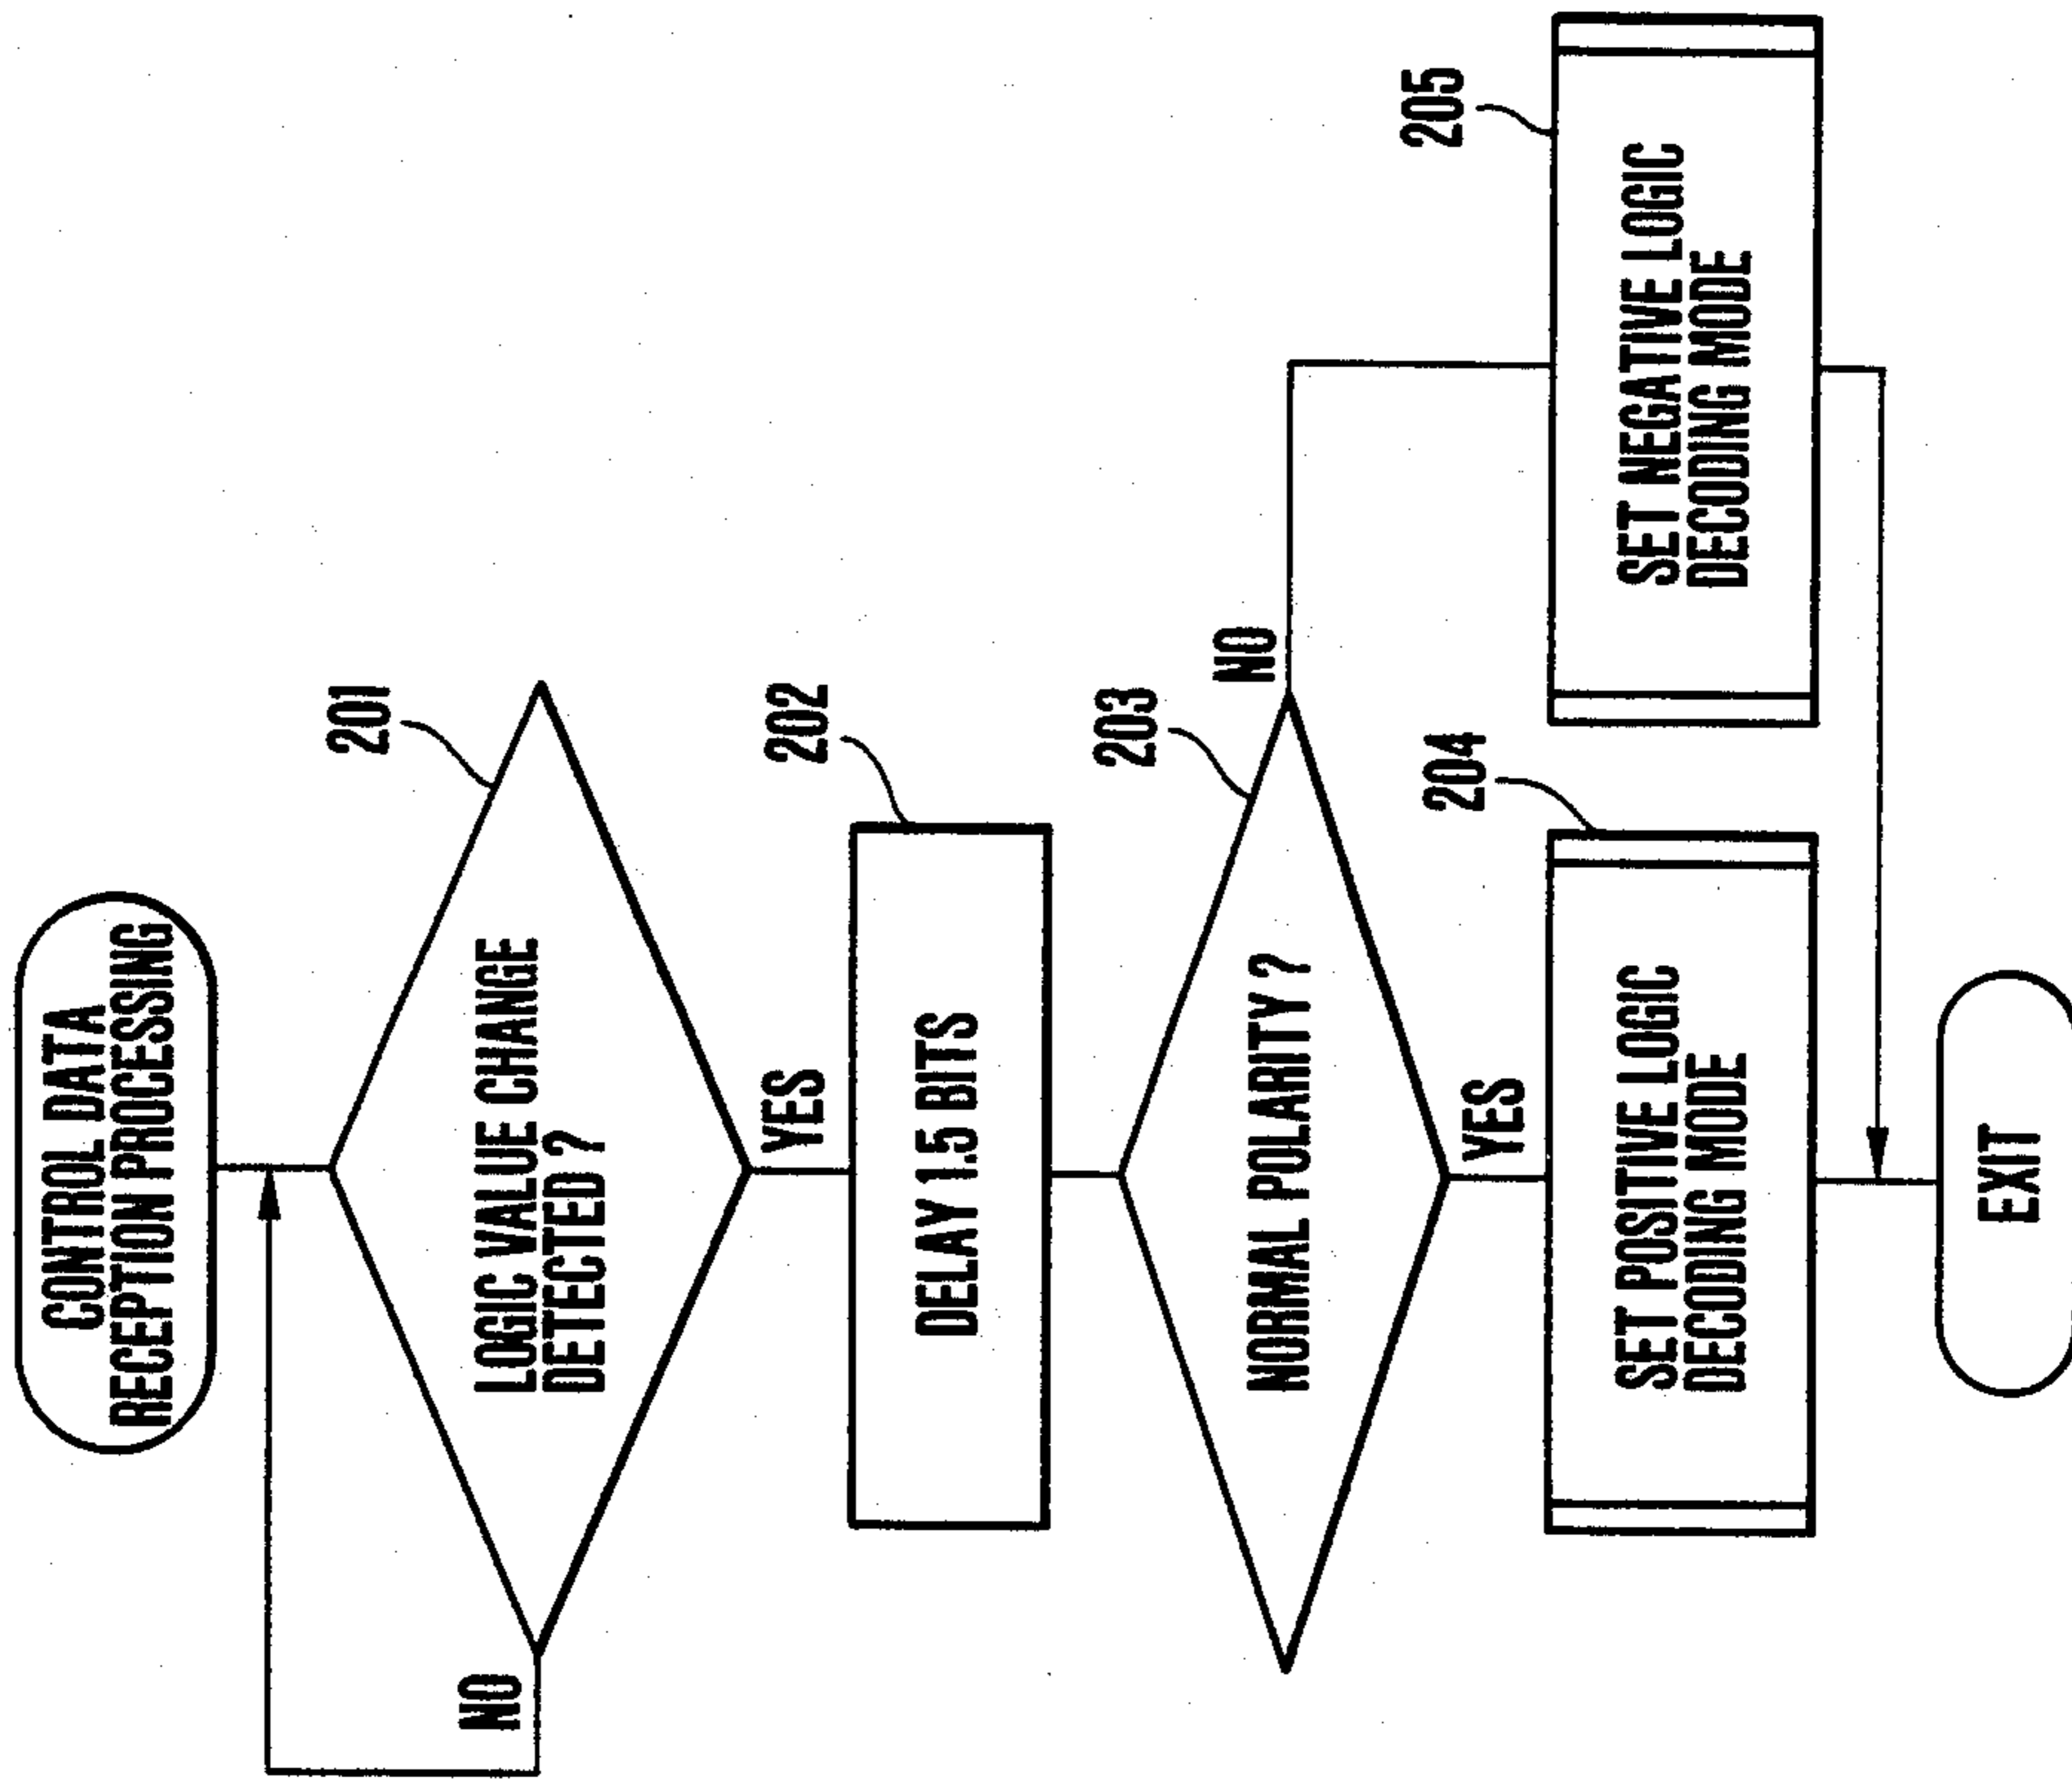 CONTROL DATA
RECEPTION PROCESSING
201
LOGIC VALUE CHANGE
DETECTED ?
NO
YES
202
DELAY 1.5 BITS
203
NORMAL POLARITY ?
NO
YES
204
SET POSITIVE LOGIC
DECODING MODE
205
SET NEGATIVE LOGIC
DECODING MODE
EXIT